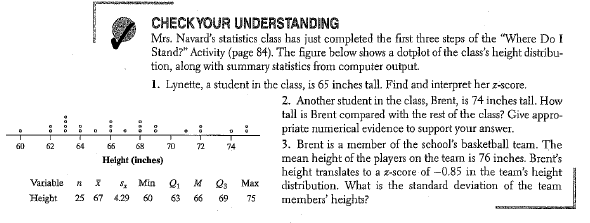 CHECK YOUR UNDERSTANDING
Mrs. Navard's statistics class has just completed the first three steps of the "Where Do I
Stand?" Activity (page 84). The figure below shows a dotplot of the class's height distribu-
tion, along with summary statistics from computer output.
1. Lynette, a student in the class, is 65 inches tall. Find and interpret her z-score.
2. Another student in the class, Brent, is 74 inches tall. How
tall is Brent compared with the rest of the class? Give appro-
priate numerical evidence to support your answer.
3. Brent is a member of the school's basketball team. The
mean height of the players on the team is 76 inches. Brent's
height translates to a z-score of −0.85 in the team's height
distribution. What is the standard deviation of the team
members' heights?
60 62 64 66 68 70 72 74
Height (inches)
Variable n x̅ sₓ Min Q₁ M Q₃ Max
Height 25 67 4.29 60 63 66 69 75